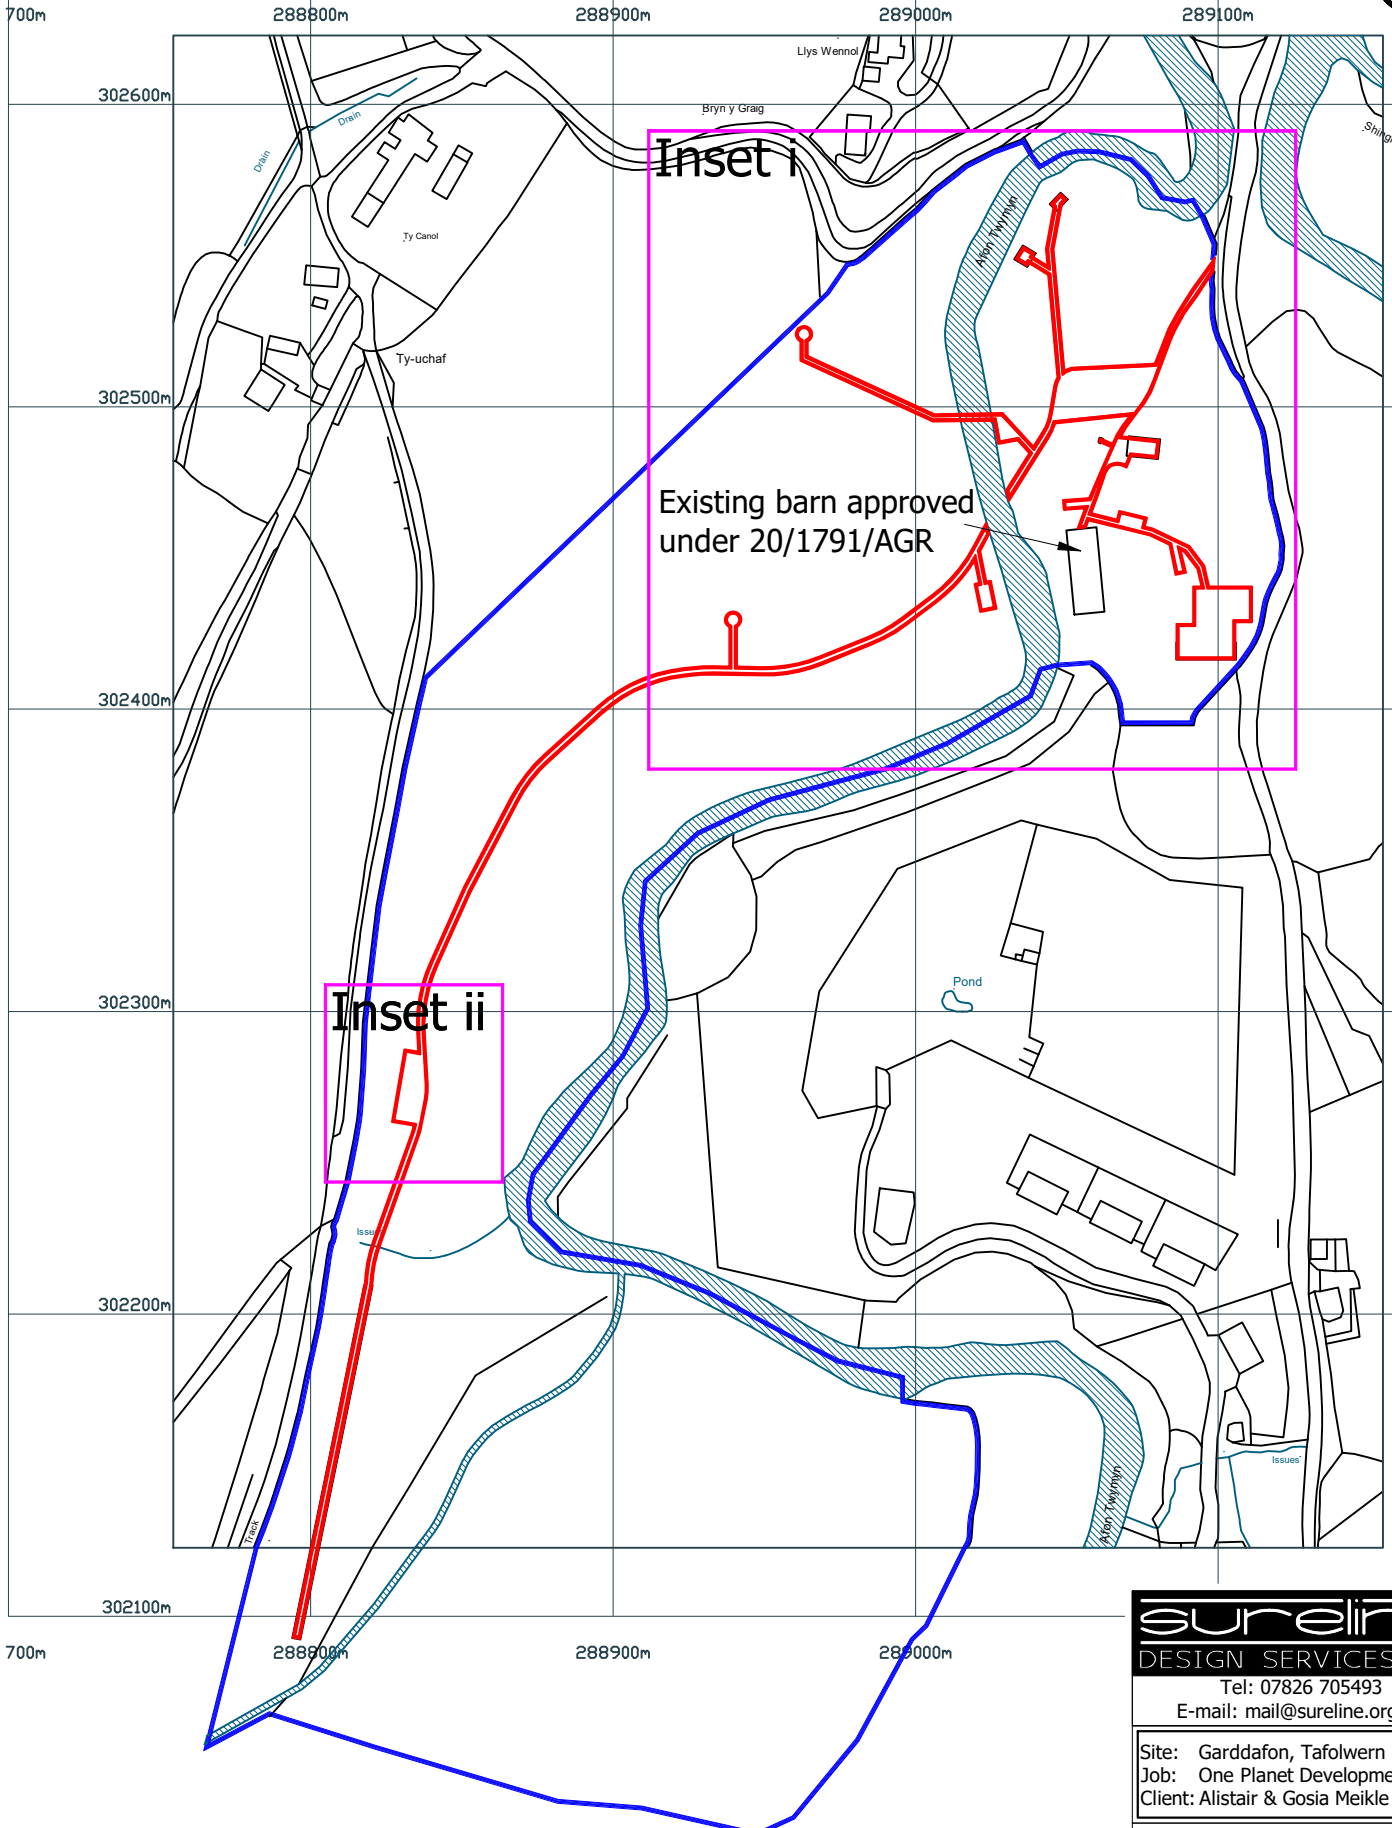 700m
288800m
288900m
289000m
289100m
Llys Wennol
302600m
Bryn y Graig
Drain
Inset i
Drain
Afon Twymyn
Ty Canol
Ty-uchaf
302500m
Existing barn approved
under 20/1791/AGR
302400m
Pond
302300m
Inset ii
302200m
Issues
Afon Twymyn
Track
302100m
700m
288800m
288900m
289000m
DESIGN SERVICES
Tel: 07826 705493
E-mail: mail@sureline.org
Site: Garddafon, Tafolwern
Job: One Planet Developme
Client: Alistair & Gosia Meikle